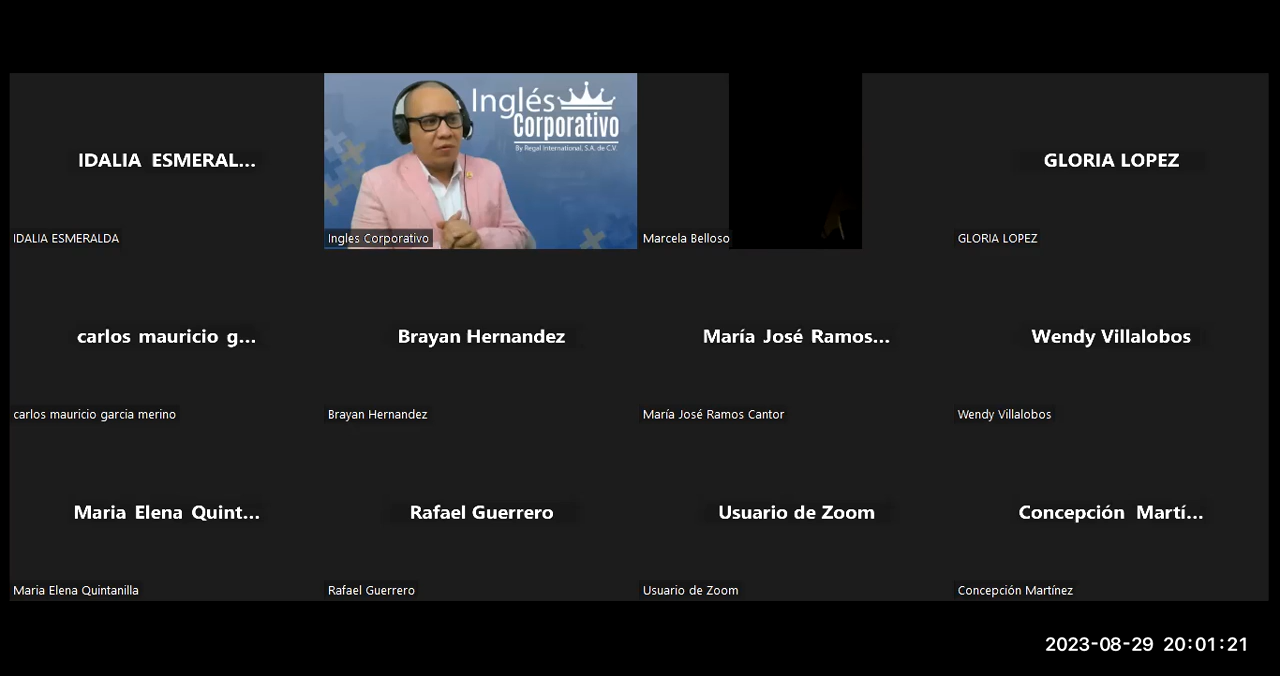 IDALIA ESMERAL...
IDALIA ESMERALDA
Inglés
Corporativo
By Regal International, S.A. de C.V.
Ingles Corporativo
Marcela Belloso
GLORIA LOPEZ
GLORIA LOPEZ
carlos mauricio g...
carlos mauricio garcia merino
Brayan Hernandez
Brayan Hernandez
María José Ramos...
María José Ramos Cantor
Wendy Villalobos
Wendy Villalobos
Maria Elena Quint...
Maria Elena Quintanilla
Rafael Guerrero
Rafael Guerrero
Usuario de Zoom
Usuario de Zoom
Concepción Martí...
Concepción Martínez
2023-08-29 20:01:21